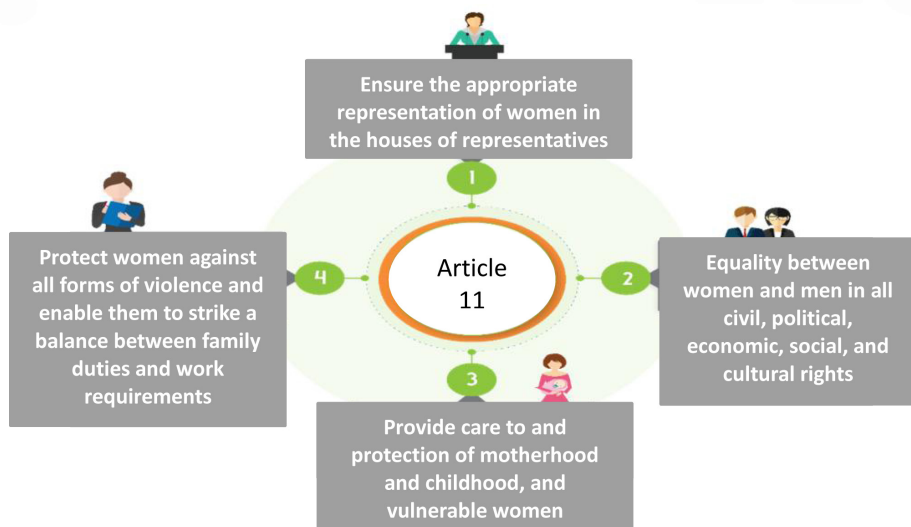 Ensure the appropriate
representation of women in
the houses of representatives
1
Article
11
2
Equality between
women and men in all
civil, political,
economic, social, and
cultural rights
3
Provide care to and
protection of motherhood
and childhood, and
vulnerable women
4
Protect women against
all forms of violence and
enable them to strike a
balance between family
duties and work
requirements